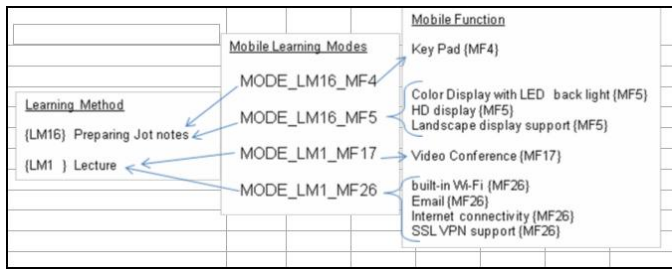 Learning Method
{LM16} Preparing Jot notes
{LM1 } Lecture
Mobile Learning Modes
MODE_LM16_MF4
MODE_LM16_MF5
MODE_LM1_MF17
MODE_LM1_MF26
Mobile Function
Key Pad {MF4}
Color Display with LED back light {MF5}
HD display {MF5}
Landscape display support {MF5}
Video Conference {MF17}
built-in Wi-Fi {MF26}
Email {MF26}
Internet connectivity {MF26}
SSL VPN support {MF26}